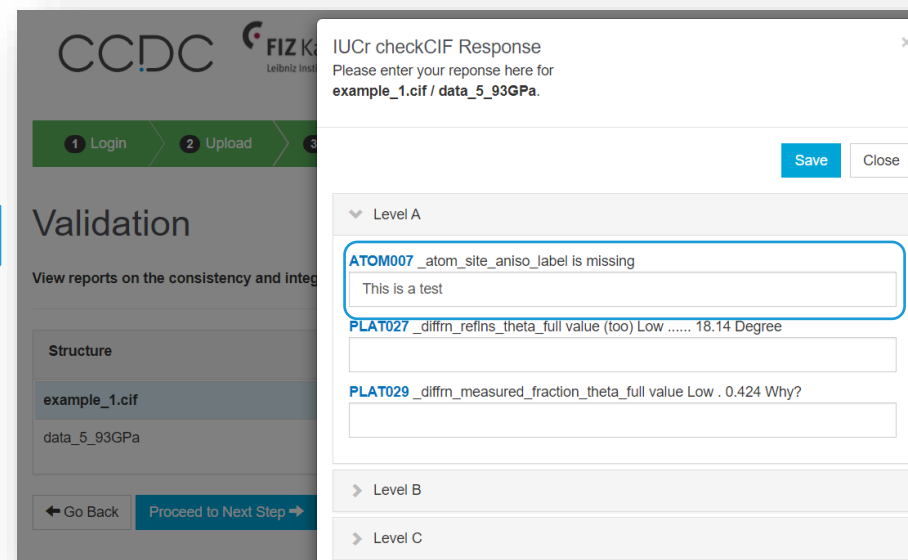 CCDC
FIZ Ka
Leibniz Insti
1 Login
2 Upload
3
Validation
View reports on the consistency and integ
Structure
example_1.cif
data_5_93GPa
Go Back
Proceed to Next Step
IUCr checkCIF Response
Please enter your reponse here for
example_1.cif / data_5_93GPa.
Save
Close
Level A
ATOM007 _atom_site_aniso_label is missing
This is a test
PLAT027 _diffrn_reflns_theta_full value (too) Low ...... 18.14 Degree
PLAT029 _diffrn_measured_fraction_theta_full value Low . 0.424 Why?
Level B
Level C